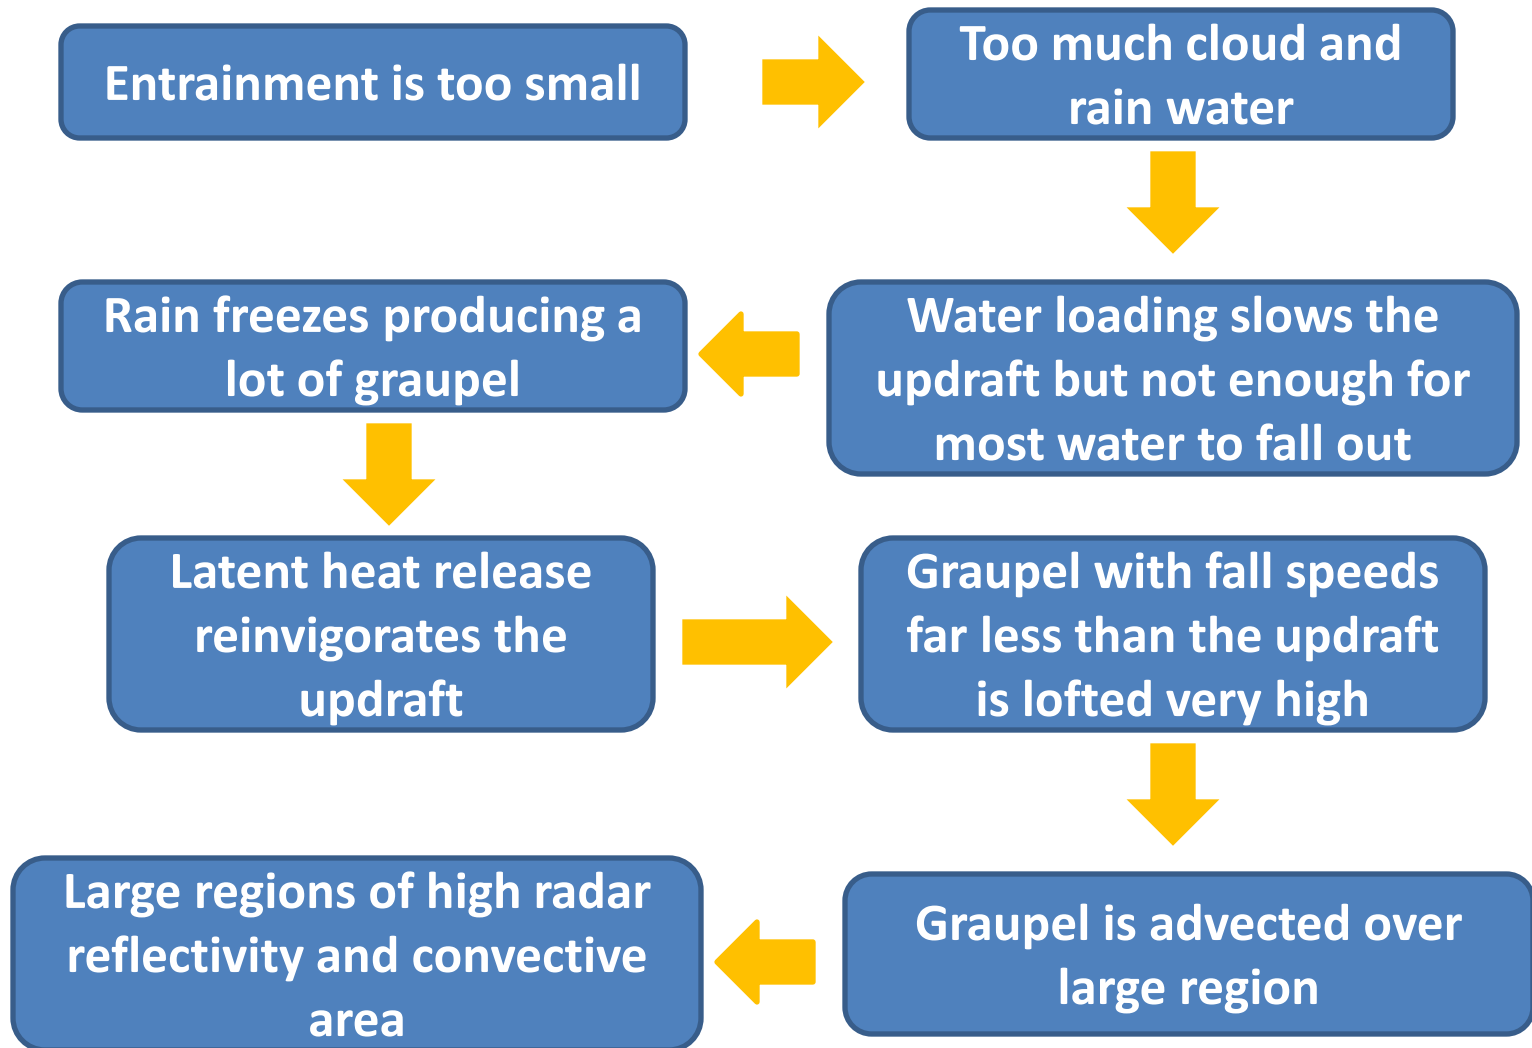 Entrainment is too small
Too much cloud and
rain water
Water loading slows the
updraft but not enough for
most water to fall out
Rain freezes producing a
lot of graupel
Latent heat release
reinvigorates the
updraft
Graupel with fall speeds
far less than the updraft
is lofted very high
Graupel is advected over
large region
Large regions of high radar
reflectivity and convective
area